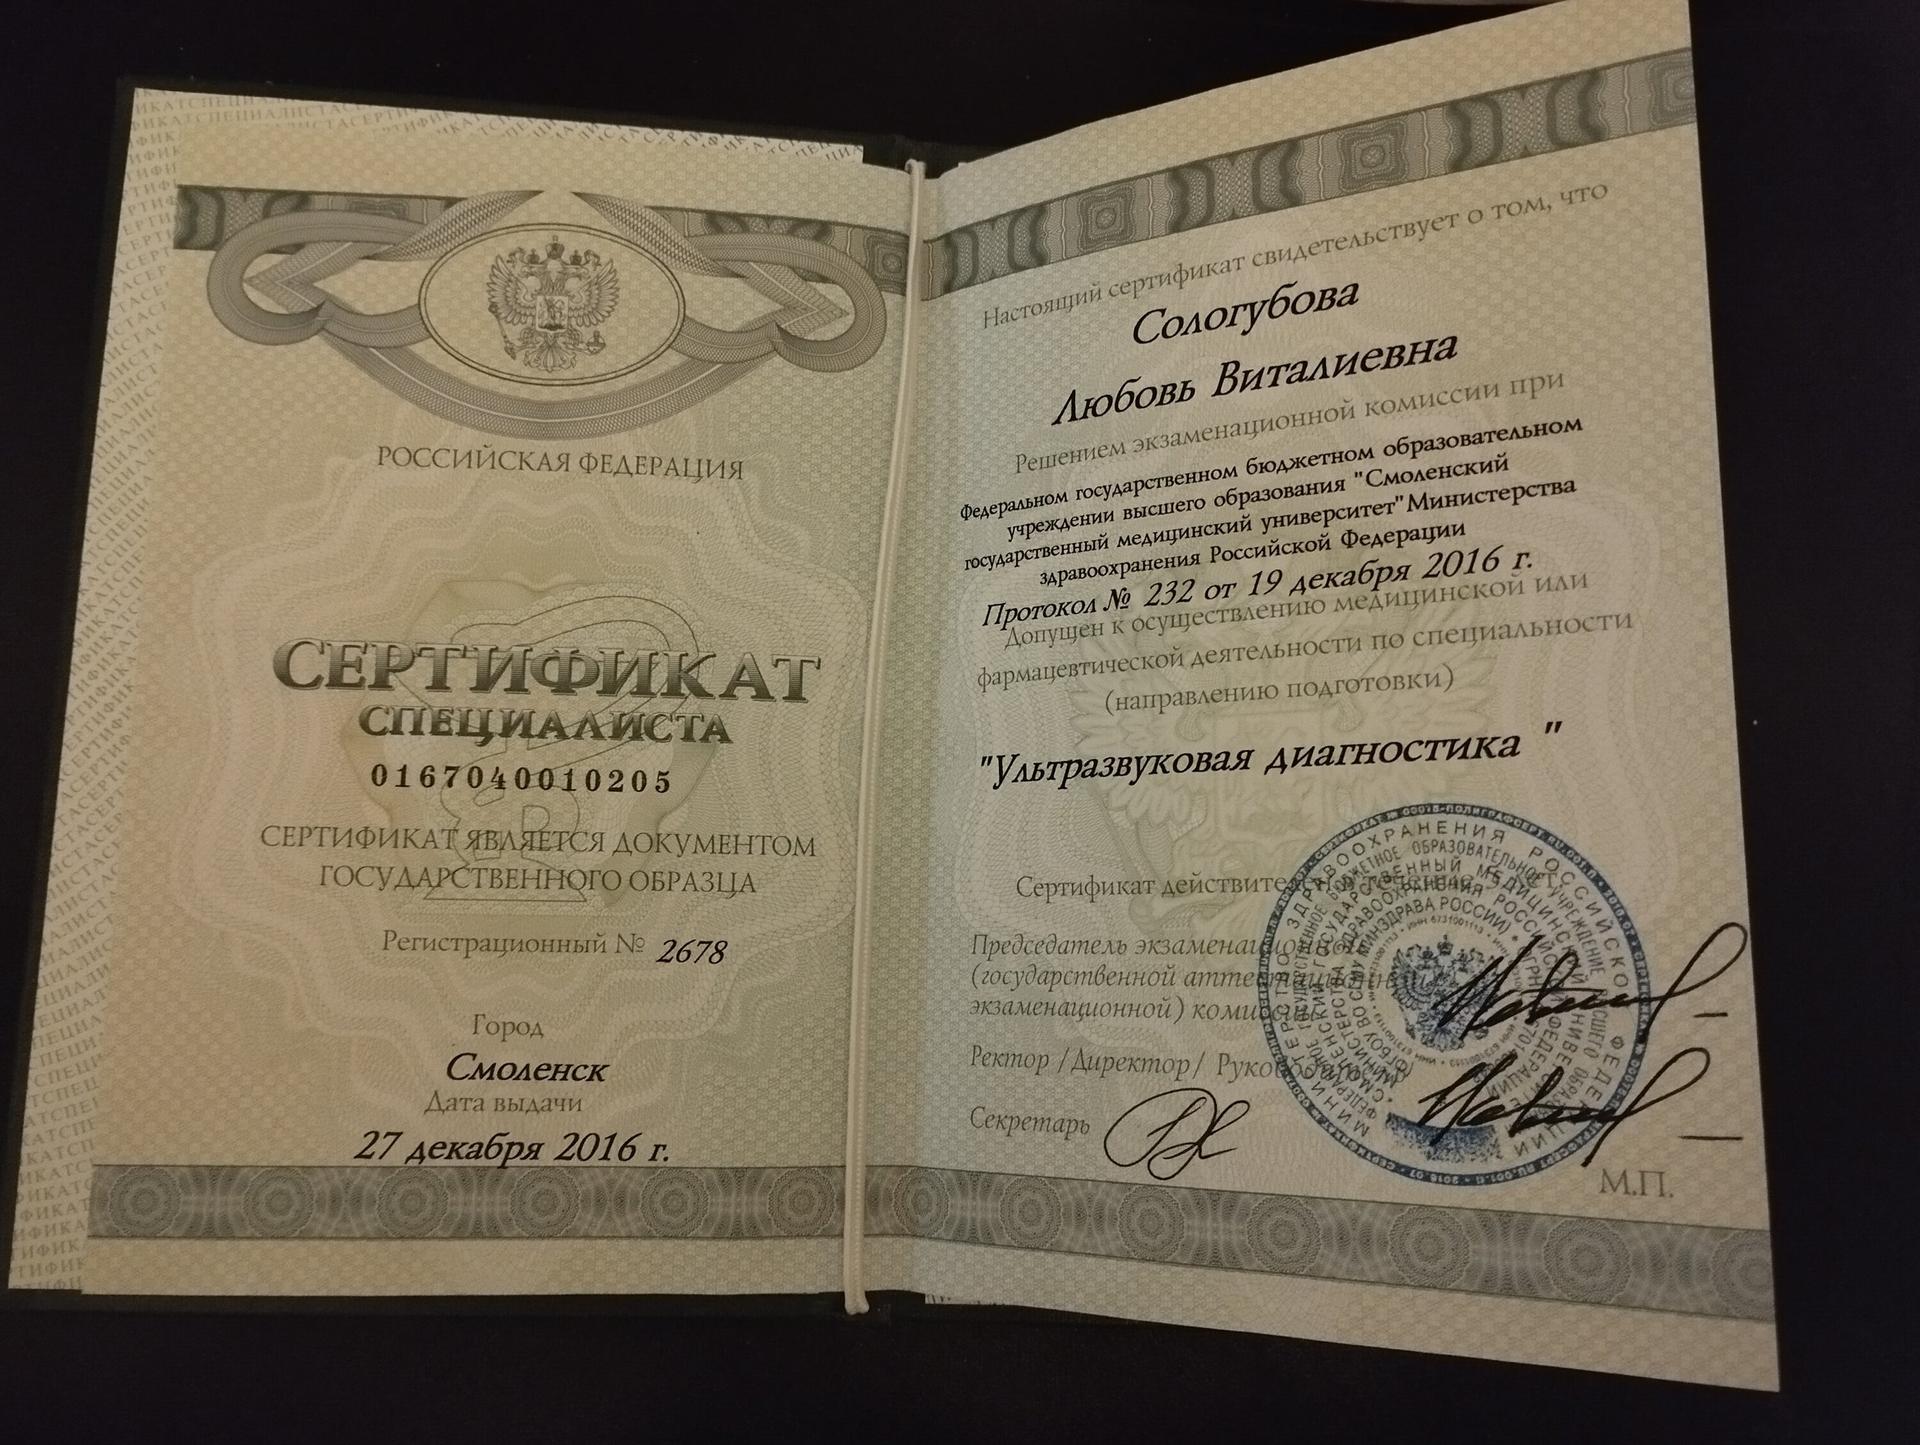 РОССИЙСКАЯ ФЕДЕРАЦИЯ
СЕРТИФИКАТ
СПЕЦИАЛИСТА
0167040010205
СЕРТИФИКАТ ЯВЛЯЕТСЯ ДОКУМЕНТОМ
ГОСУДАРСТВЕННОГО ОБРАЗЦА
Регистрационный № 2678
Город
Смоленск
Дата выдачи
27 декабря 2016 г.
Настоящий сертификат свидетельствует о том, что
Сологубова
Любовь Виталиевна
Решением экзаменационной комиссии при
Федеральном государственном бюджетном образовательном
учреждении высшего образования "Смоленский
государственный медицинский университет" Министерства
здравоохранения Российской Федерации
Протокол № 232 от 19 декабря 2016 г.
Допущен к осуществлению медицинской или
фармацевтической деятельности по специальности
(направлению подготовки)
"Ультразвуковая диагностика "
Сертификат действителен в течение 5 лет
Председатель экзаменационной
(государственной аттестационной
экзаменационной) комиссии
Ректор /Директор/ Руководитель/
Секретарь
М.П.